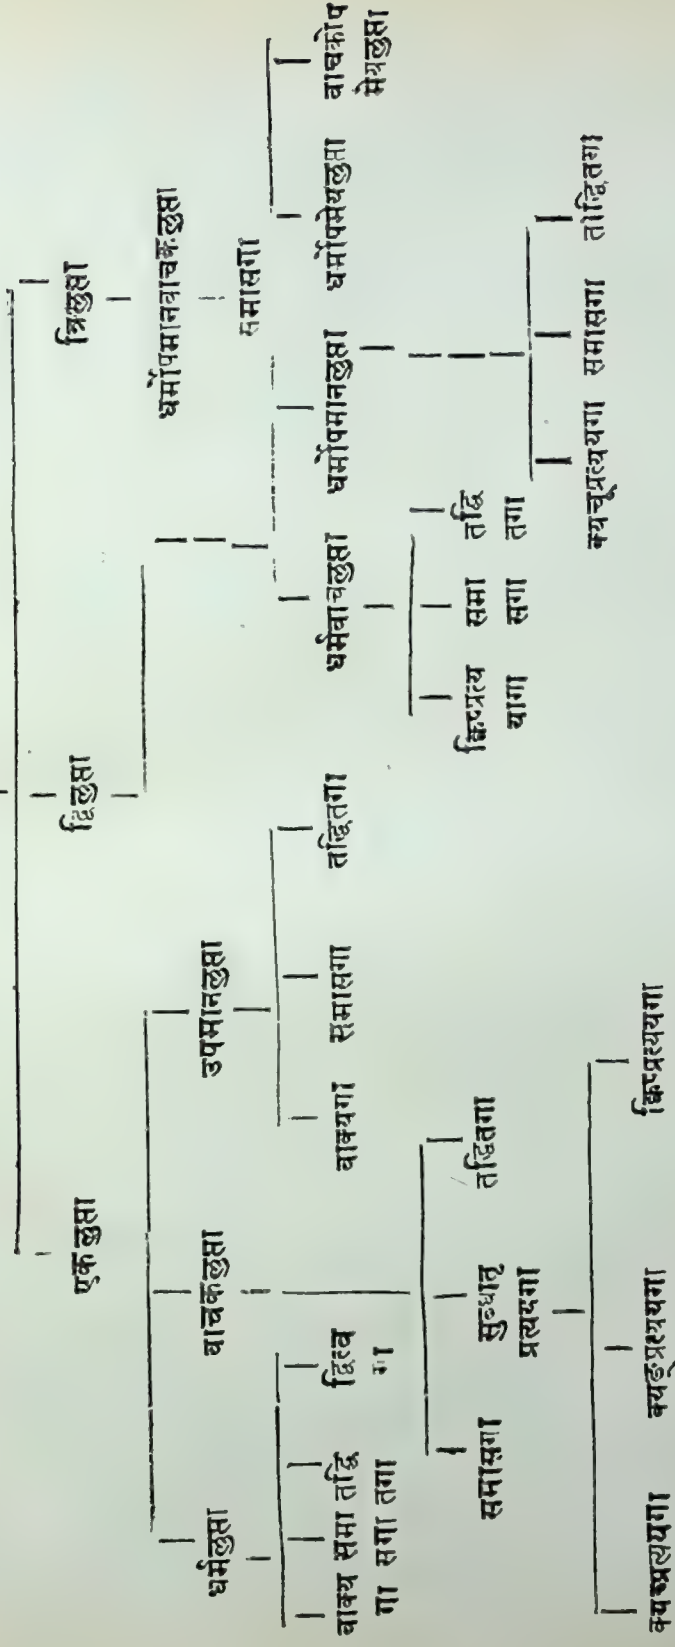 एकलुप्ता द्विलुप्ता त्रिलुप्ता
धर्मलुप्ता वाचकलुप्ता उपमानलुप्ता धर्मोपमानवाचकलुप्ता
समासगा
वाक्य समा तद्धि द्वित्व
गा सगा तगा गा
वाक्यगा समासगा तद्धितगा
धर्मवाचलुप्ता धर्मोपमानलुप्ता धर्मोपमेयलुप्ता वाचकोप
मेयलुप्ता
समासगा सुब्धातु तद्धितगा
प्रत्ययगा
क्विप्प्रत्य समा तद्धि
यागा सगा तगा
क्यच्प्रत्ययगा समासगा तद्धितगा
क्यच्प्रत्ययगा क्यङ्प्रत्ययगा क्विप्प्रत्ययगा